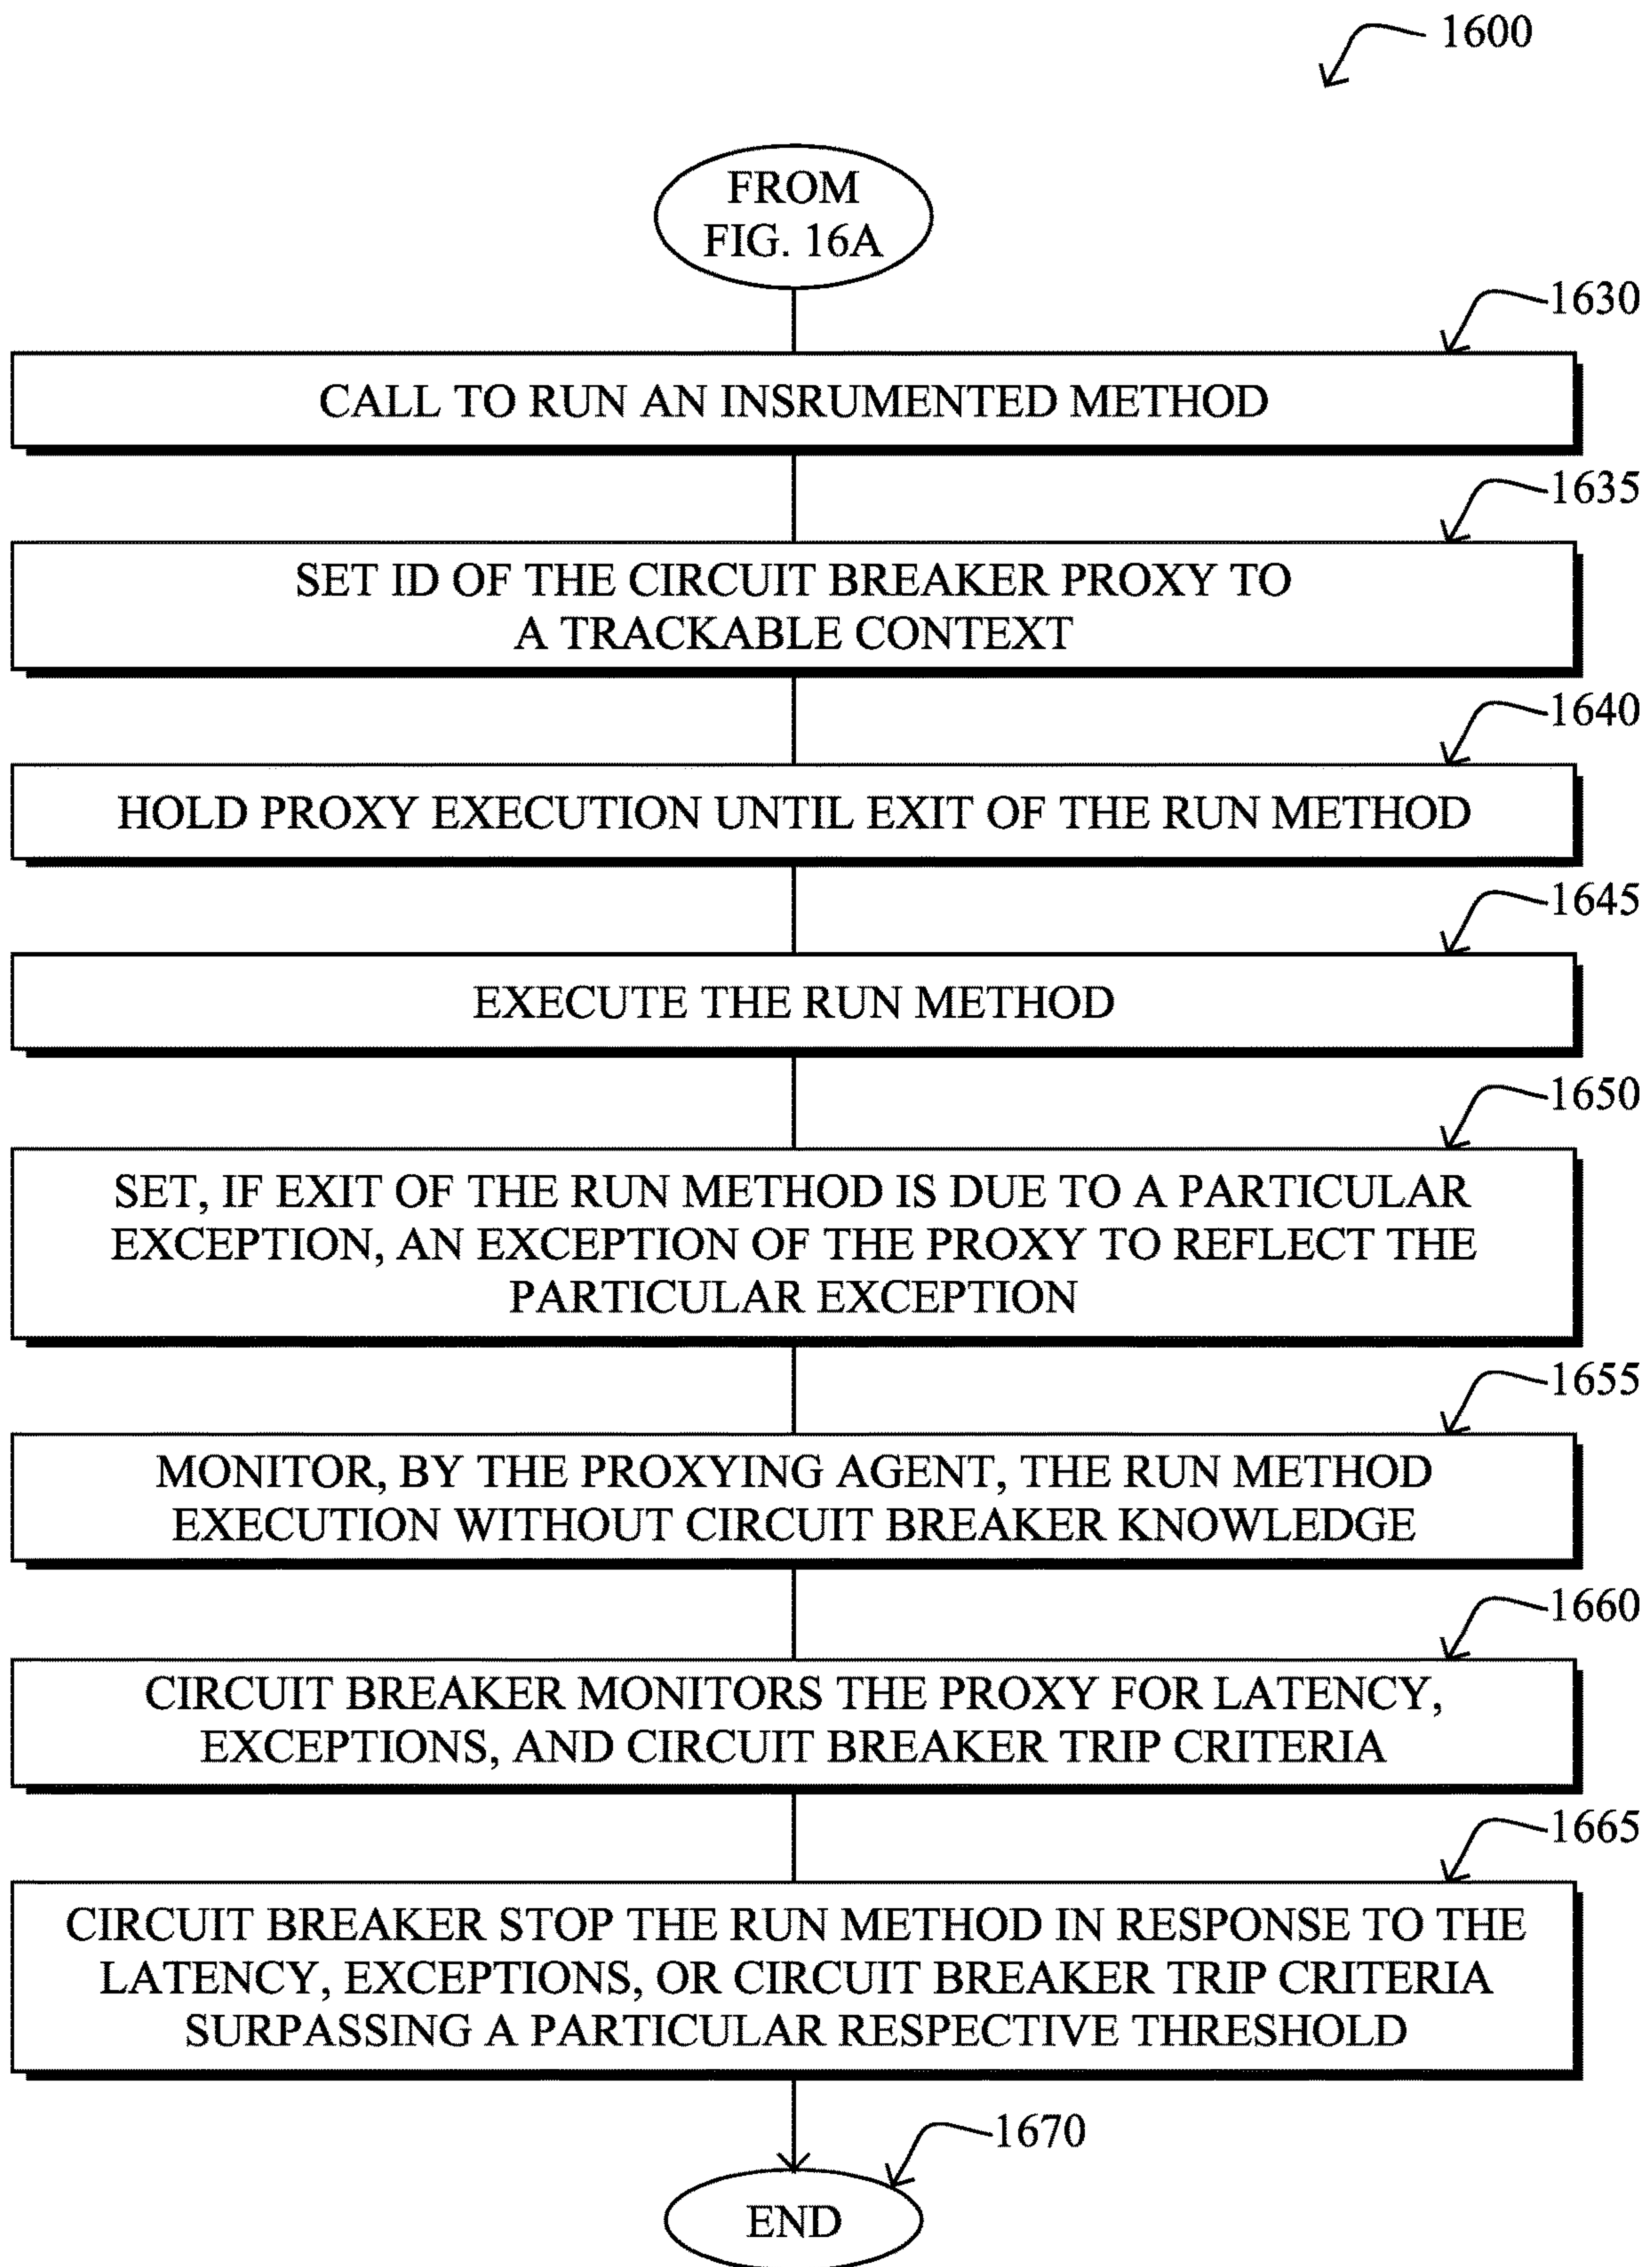 1600
FROM
FIG. 16A
1630
CALL TO RUN AN INSRUMENTED METHOD
1635
SET ID OF THE CIRCUIT BREAKER PROXY TO
A TRACKABLE CONTEXT
1640
HOLD PROXY EXECUTION UNTIL EXIT OF THE RUN METHOD
1645
EXECUTE THE RUN METHOD
1650
SET, IF EXIT OF THE RUN METHOD IS DUE TO A PARTICULAR
EXCEPTION, AN EXCEPTION OF THE PROXY TO REFLECT THE
PARTICULAR EXCEPTION
1655
MONITOR, BY THE PROXYING AGENT, THE RUN METHOD
EXECUTION WITHOUT CIRCUIT BREAKER KNOWLEDGE
1660
CIRCUIT BREAKER MONITORS THE PROXY FOR LATENCY,
EXCEPTIONS, AND CIRCUIT BREAKER TRIP CRITERIA
1665
CIRCUIT BREAKER STOP THE RUN METHOD IN RESPONSE TO THE
LATENCY, EXCEPTIONS, OR CIRCUIT BREAKER TRIP CRITERIA
SURPASSING A PARTICULAR RESPECTIVE THRESHOLD
1670
END